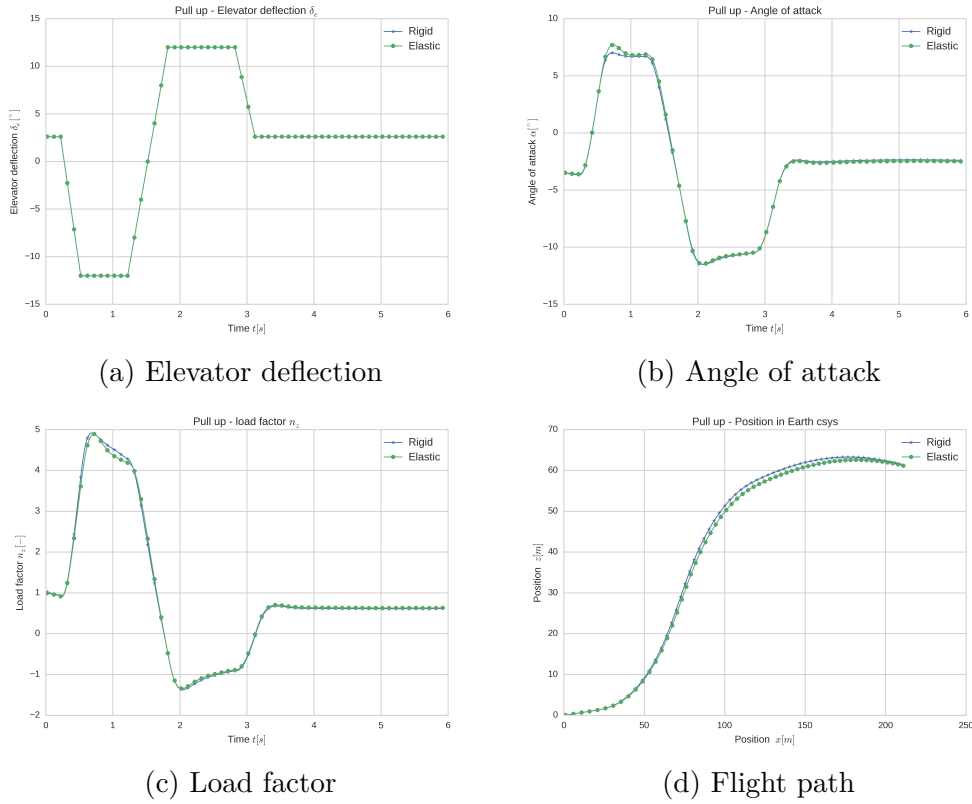 Pull up - Elevator deflection δₑ
15
10
5
0
−5
−10
−15
Elevator deflection δₑ[°]
0 1 2 3 4 5 6
Time t[s]
Rigid
Elastic
(a) Elevator deflection
Pull up - Angle of attack
10
5
0
−5
−10
−15
Angle of attack α[°]
0 1 2 3 4 5 6
Time t[s]
Rigid
Elastic
(b) Angle of attack
Pull up - load factor n_z
5
4
3
2
1
0
−1
−2
Load factor n_z[−]
0 1 2 3 4 5 6
Time t[s]
Rigid
Elastic
(c) Load factor
Pull up - Position in Earth csys
70
60
50
40
30
20
10
0
Position z[m]
0 50 100 150 200 250
Position x[m]
Rigid
Elastic
(d) Flight path